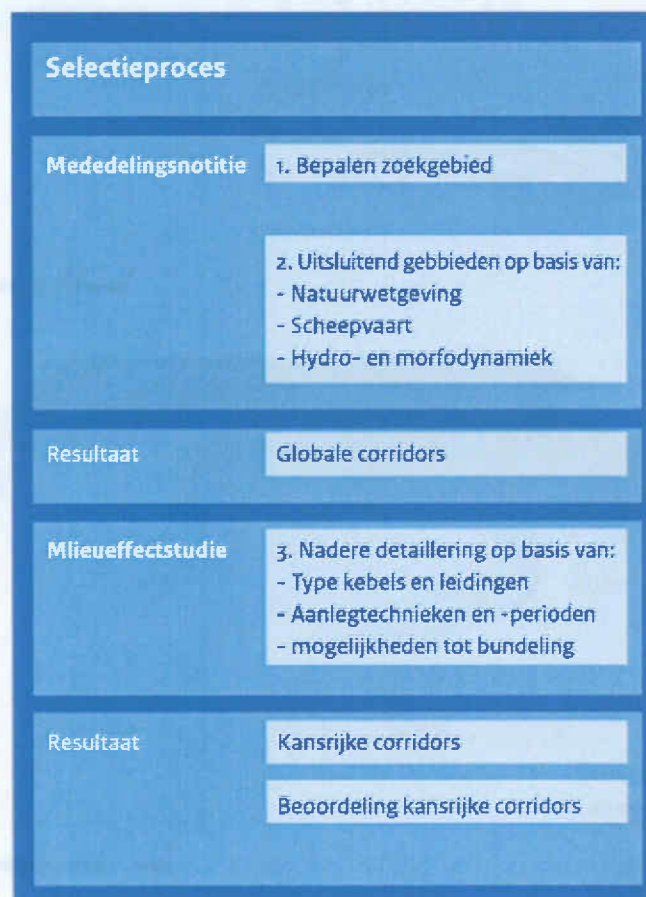 Selectieproces
Mededelingsnotitie
1. Bepalen zoekgebied
2. Uitsluitend gebbieden op basis van:
- Natuurwetgeving
- Scheepvaart
- Hydro- en morfodynamiek
Resultaat
Globale corridors
Mlieueffectstudie
3. Nadere detaillering op basis van:
- Type kebels en leidingen
- Aanlegtechnieken en -perioden
- mogelijkheden tot bundeling
Resultaat
Kansrijke corridors
Beoordeling kansrijke corridors